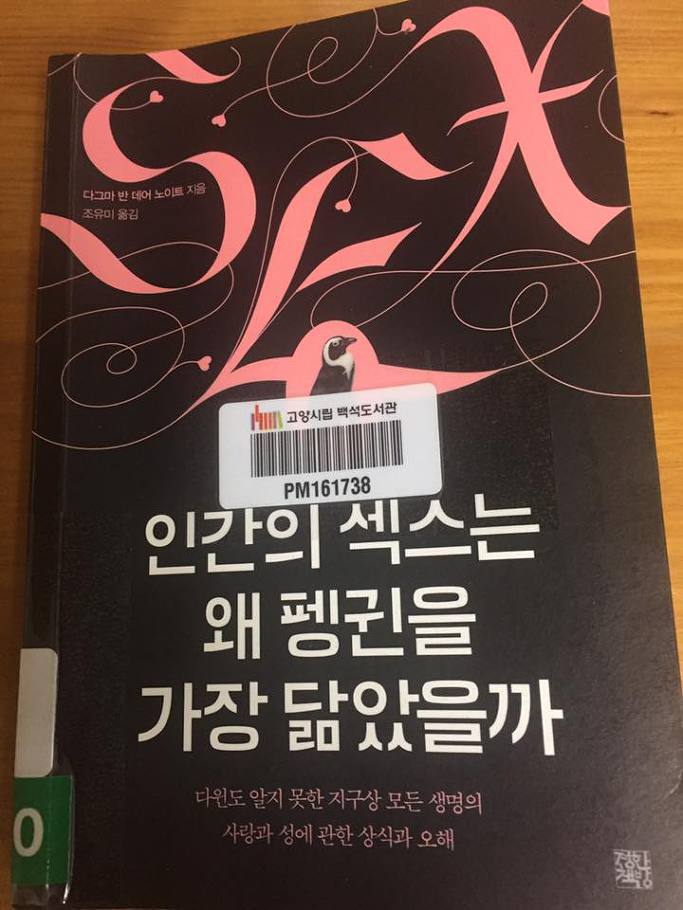 SEX
다그마 반 데어 노이트 지음
조유미 옮김
고양시립 백석도서관
PM161738
인간의 섹스는
왜 펭귄을
가장 닮았을까
다윈도 알지 못한 지구상 모든 생명의
사랑과 성에 관한 상식과 오해
정한
책방
0